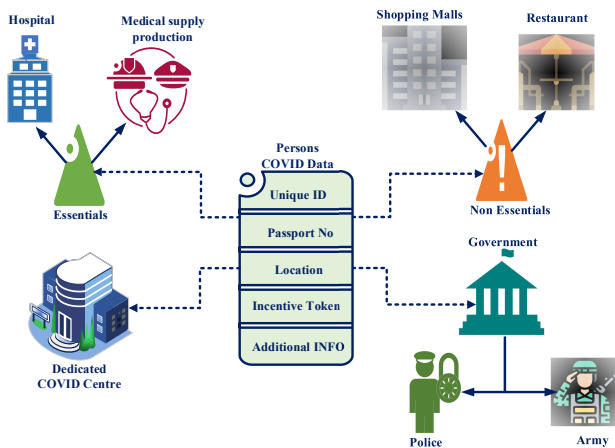 Hospital
Medical supply
production
Shopping Malls
Restaurant
Persons
COVID Data
Unique ID
Passport No
Location
Incentive Token
Additional INFO
Essentials
Non Essentials
Government
Dedicated
COVID Centre
Police
Army